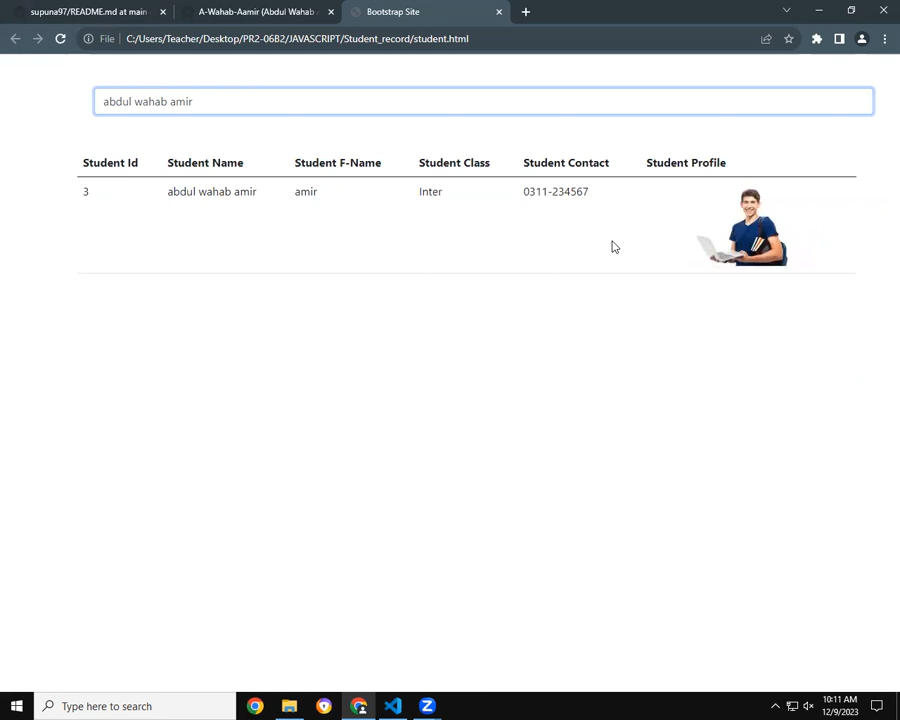 supuna97/README.md at main
A-Wahab-Aamir (Abdul Wahab
Bootstrap Site
File
C:/Users/Teacher/Desktop/PR2-06B2/JAVASCRIPT/Student_record/student.html
abdul wahab amir
Student Id Student Name Student F-Name Student Class Student Contact Student Profile
3 abdul wahab amir amir Inter 0311-234567
Type here to search
10:11 AM
12/9/2023